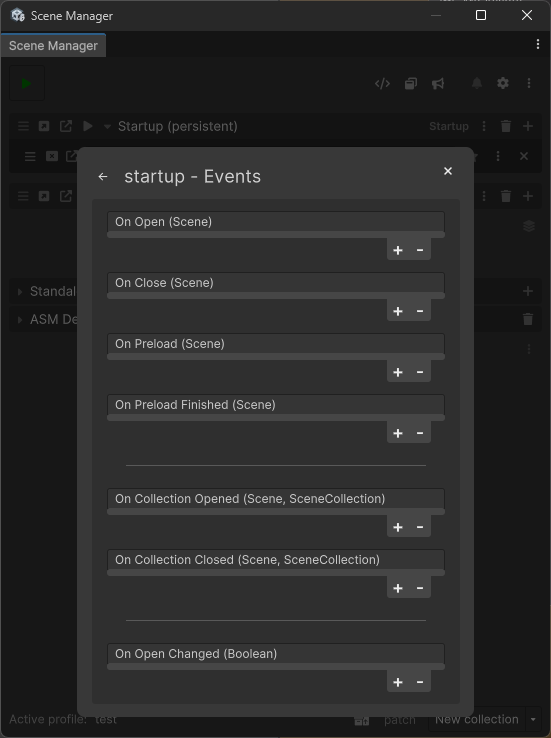 Scene Manager
Scene Manager
Startup (persistent)
Startup
startup - Events
On Open (Scene)
+ -
On Close (Scene)
+ -
On Preload (Scene)
+ -
On Preload Finished (Scene)
+ -
On Collection Opened (Scene, SceneCollection)
+ -
On Collection Closed (Scene, SceneCollection)
+ -
On Open Changed (Boolean)
+ -
Standal
ASM De
Active profile: test
patch
New collection